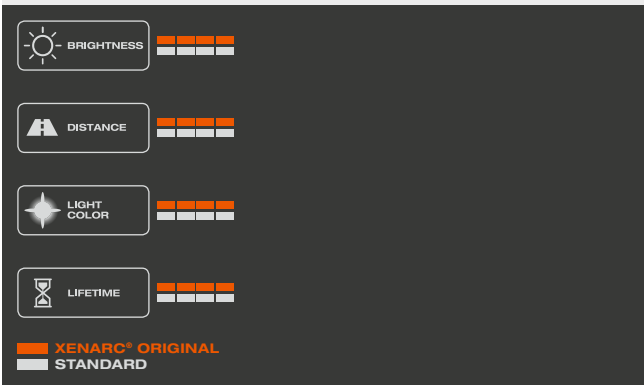 BRIGHTNESS
DISTANCE
LIGHT
COLOR
LIFETIME
XENARC® ORIGINAL
STANDARD